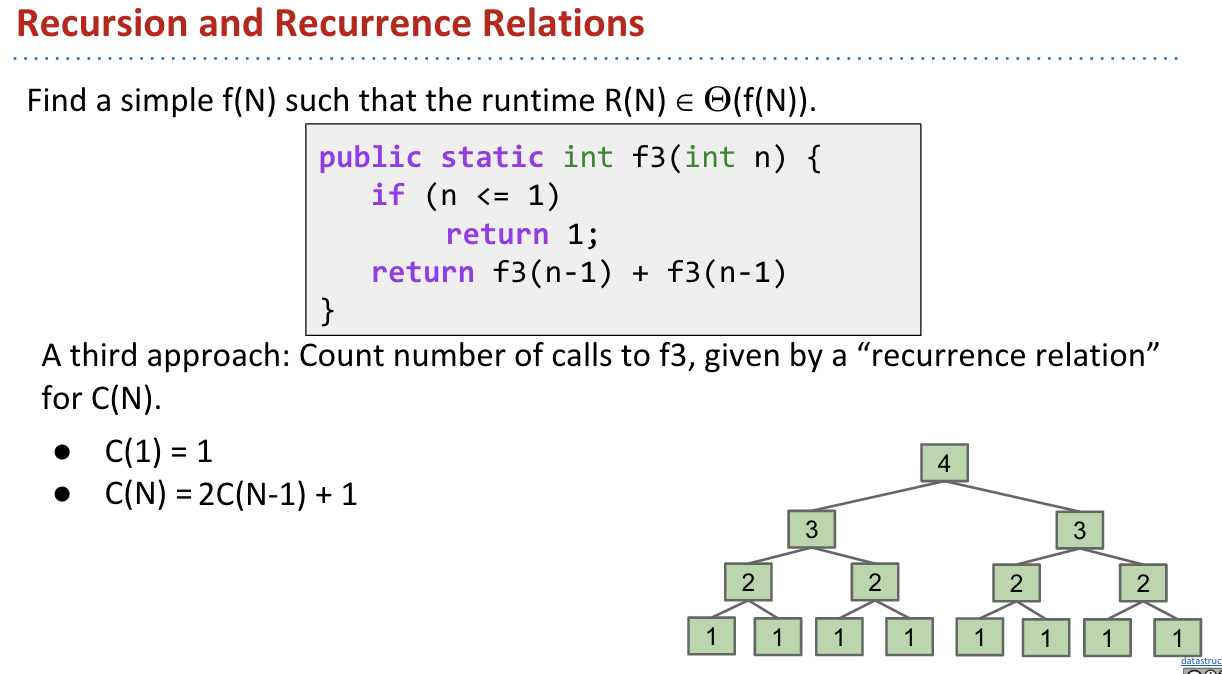 Recursion and Recurrence Relations
Find a simple f(N) such that the runtime R(N) ∈ Θ(f(N)).
public static int f3(int n) {
if (n <= 1)
return 1;
return f3(n-1) + f3(n-1)
}
A third approach: Count number of calls to f3, given by a “recurrence relation”
for C(N).
● C(1) = 1
● C(N) = 2C(N-1) + 1
4
3 3
2 2 2 2
1 1 1 1 1 1 1 1
datastruc